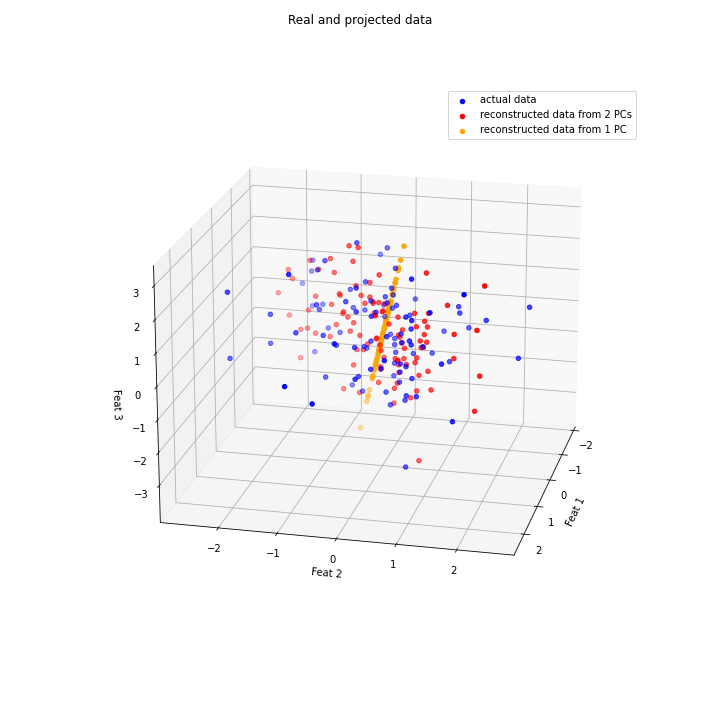 Real and projected data
actual data
reconstructed data from 2 PCs
reconstructed data from 1 PC
3
2
1
0
−1
−2
−3
Feat 3
−2
−1
0
1
2
Feat 2
−2
−1
0
1
2
Feat 1